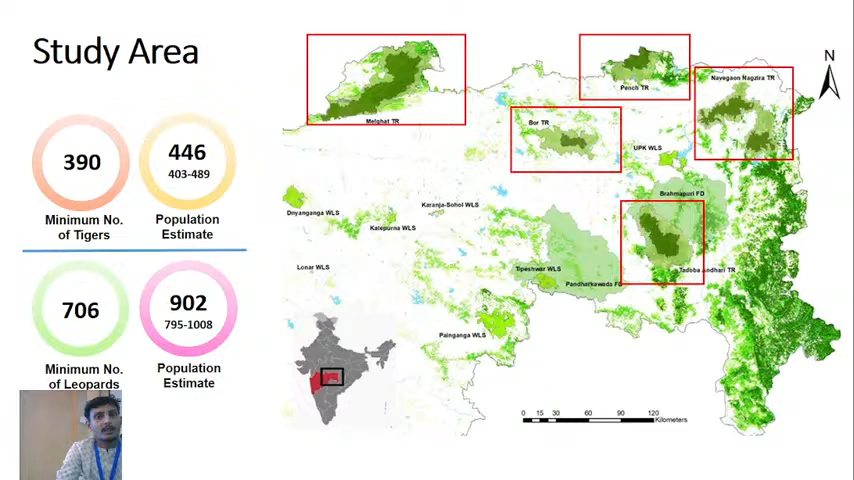 Study Area
390
Minimum No.
of Tigers
446
403-489
Population
Estimate
706
Minimum No.
of Leopards
902
795-1008
Population
Estimate
Melghat TR
Pench TR
Navegaon Nagzira TR
N
Bor TR
UPK WLS
Brahmapuri FD
Karanja-Sohol WLS
Dnyanganga WLS
Katepurna WLS
Lonar WLS
Tipeshwar WLS
Tadoba Andhari TR
Pandharkawada FD
Painganga WLS
0 15 30 60 90 120
Kilometers